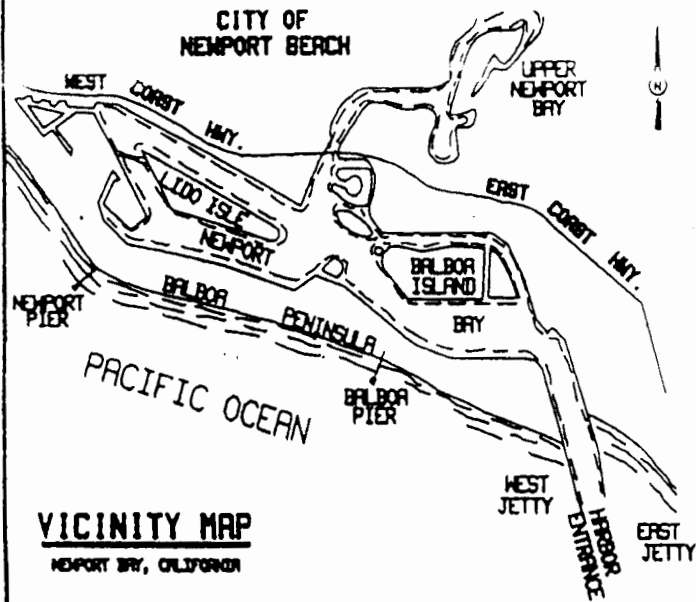 CITY OF
NEWPORT BEACH
WEST COAST HWY.
UPPER
NEWPORT
BAY
N
EAST COAST HWY.
LIDO ISLE
NEWPORT
BALBOA
ISLAND
BAY
NEWPORT
PIER
BALBOA PENINSULA
BALBOA
PIER
PACIFIC OCEAN
WEST
JETTY
HARBOR
ENTRANCE
EAST
JETTY
VICINITY MAP
NEWPORT BAY, CALIFORNIA